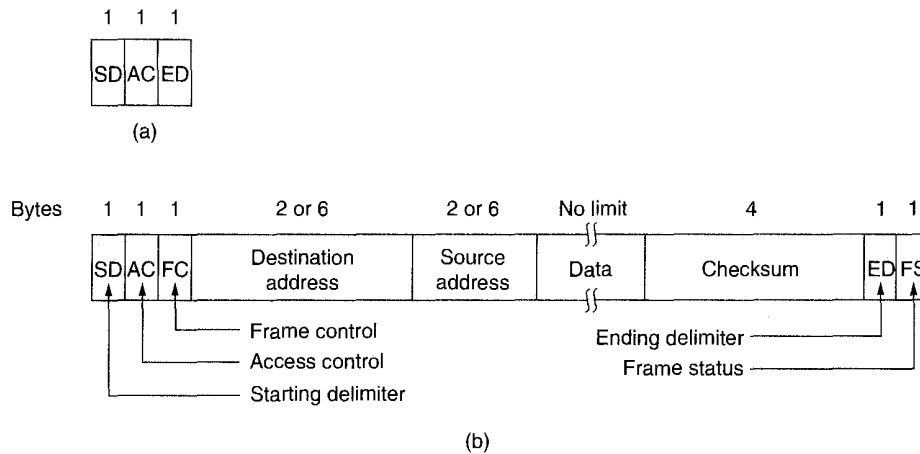 1 1 1
SD AC ED
(a)
Bytes 1 1 1 2 or 6 2 or 6 No limit 4 1 1
SD AC FC Destination address Source address Data Checksum ED FS
Frame control
Access control
Starting delimiter
Ending delimiter
Frame status
(b)